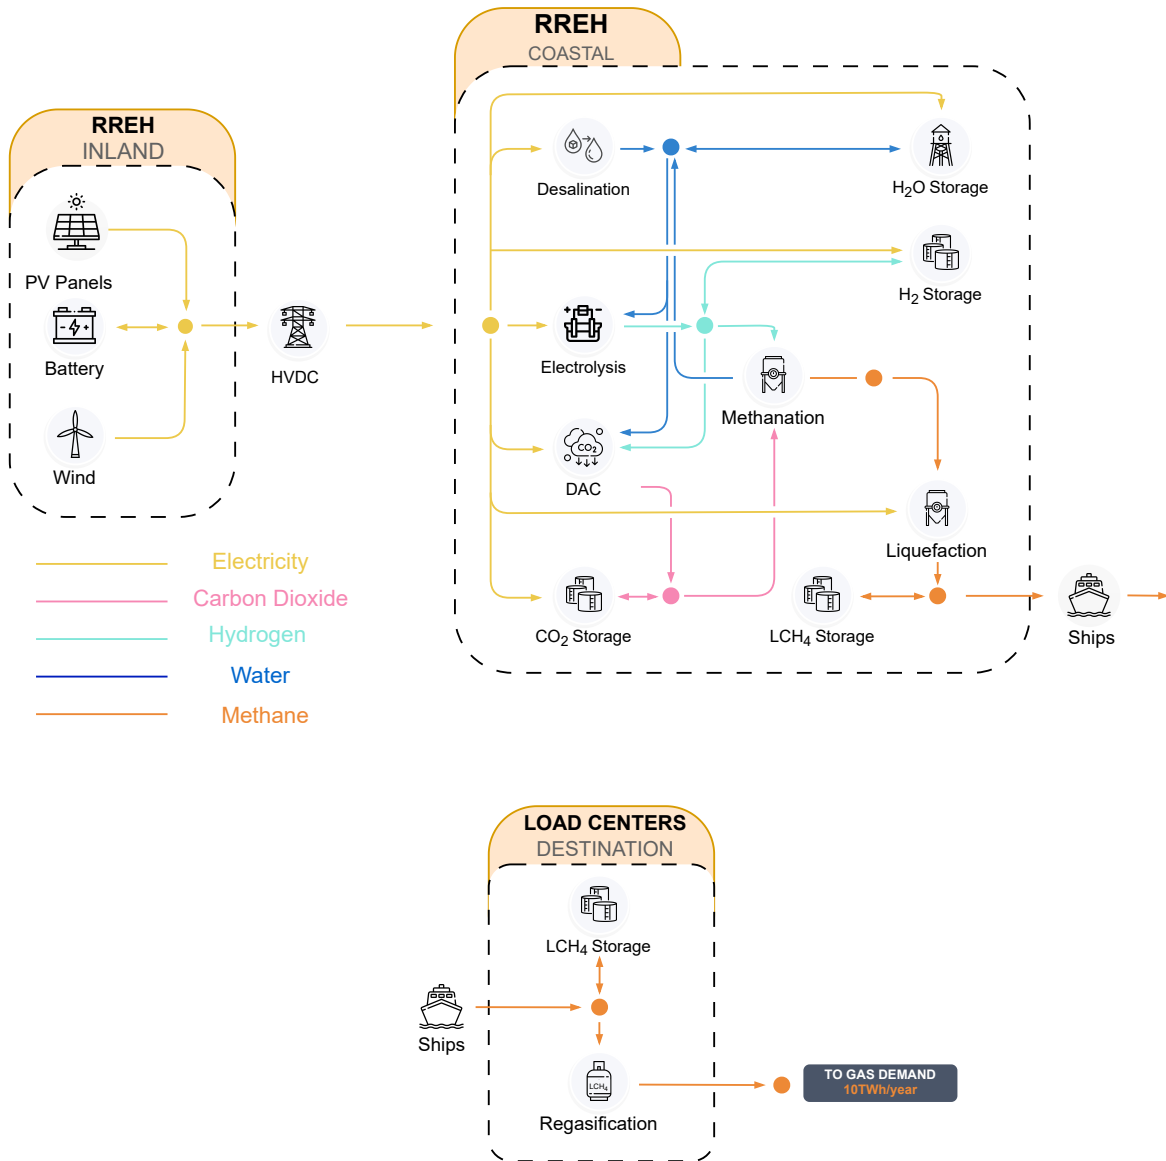 RREH
COASTAL
RREH
INLAND
Desalination
H₂O Storage
PV Panels
H₂ Storage
Battery
HVDC
Electrolysis
Methanation
Wind
CO₂
DAC
Liquefaction
CO₂ Storage
LCH₄ Storage
Ships
Electricity
Carbon Dioxide
Hydrogen
Water
Methane
LOAD CENTERS
DESTINATION
LCH₄ Storage
Ships
LCH₄
Regasification
TO GAS DEMAND
10TWh/year